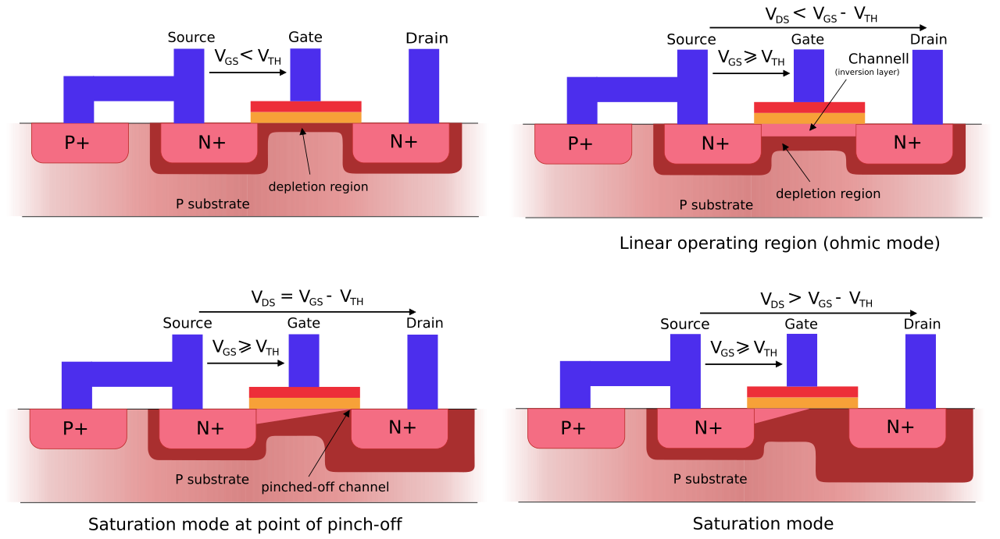 Source
Gate
Drain
VGS < VTH
P+
N+
N+
depletion region
P substrate
VDS < VGS - VTH
Source
Gate
Drain
VGS ⩾ VTH
Channell
(inversion layer)
P+
N+
N+
depletion region
P substrate
Linear operating region (ohmic mode)
VDS = VGS - VTH
Source
Gate
Drain
VGS ⩾ VTH
P+
N+
N+
P substrate
pinched-off channel
Saturation mode at point of pinch-off
VDS > VGS - VTH
Source
Gate
Drain
VGS ⩾ VTH
P+
N+
N+
P substrate
Saturation mode